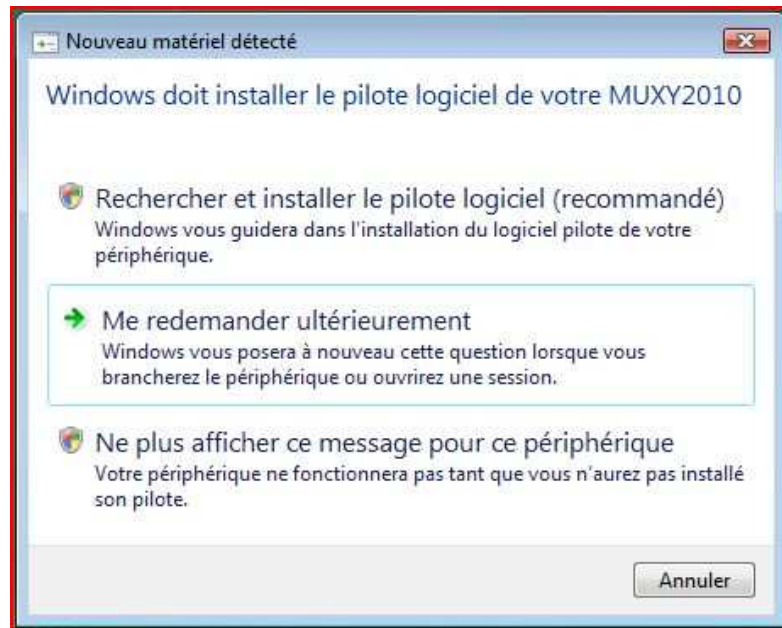 Nouveau matériel détecté
Windows doit installer le pilote logiciel de votre MUXY2010
Rechercher et installer le pilote logiciel (recommandé)
Windows vous guidera dans l'installation du logiciel pilote de votre
périphérique.
Me redemander ultérieurement
Windows vous posera à nouveau cette question lorsque vous
brancherez le périphérique ou ouvrirez une session.
Ne plus afficher ce message pour ce périphérique
Votre périphérique ne fonctionnera pas tant que vous n'aurez pas installé
son pilote.
Annuler